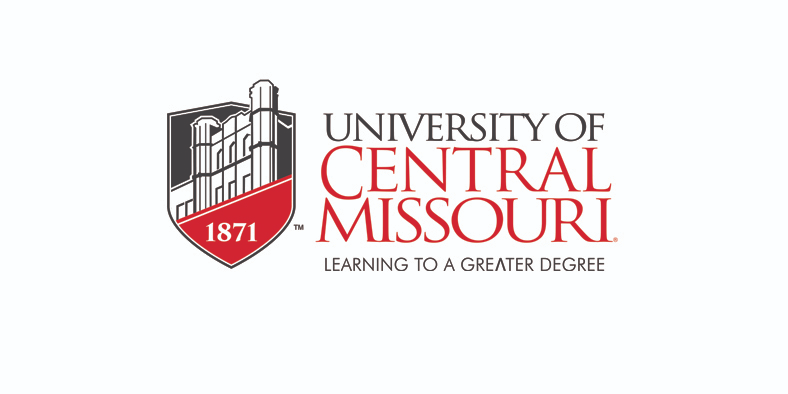 1871
™
UNIVERSITY OF
CENTRAL
MISSOURI®
LEARNING TO A GREATER DEGREE